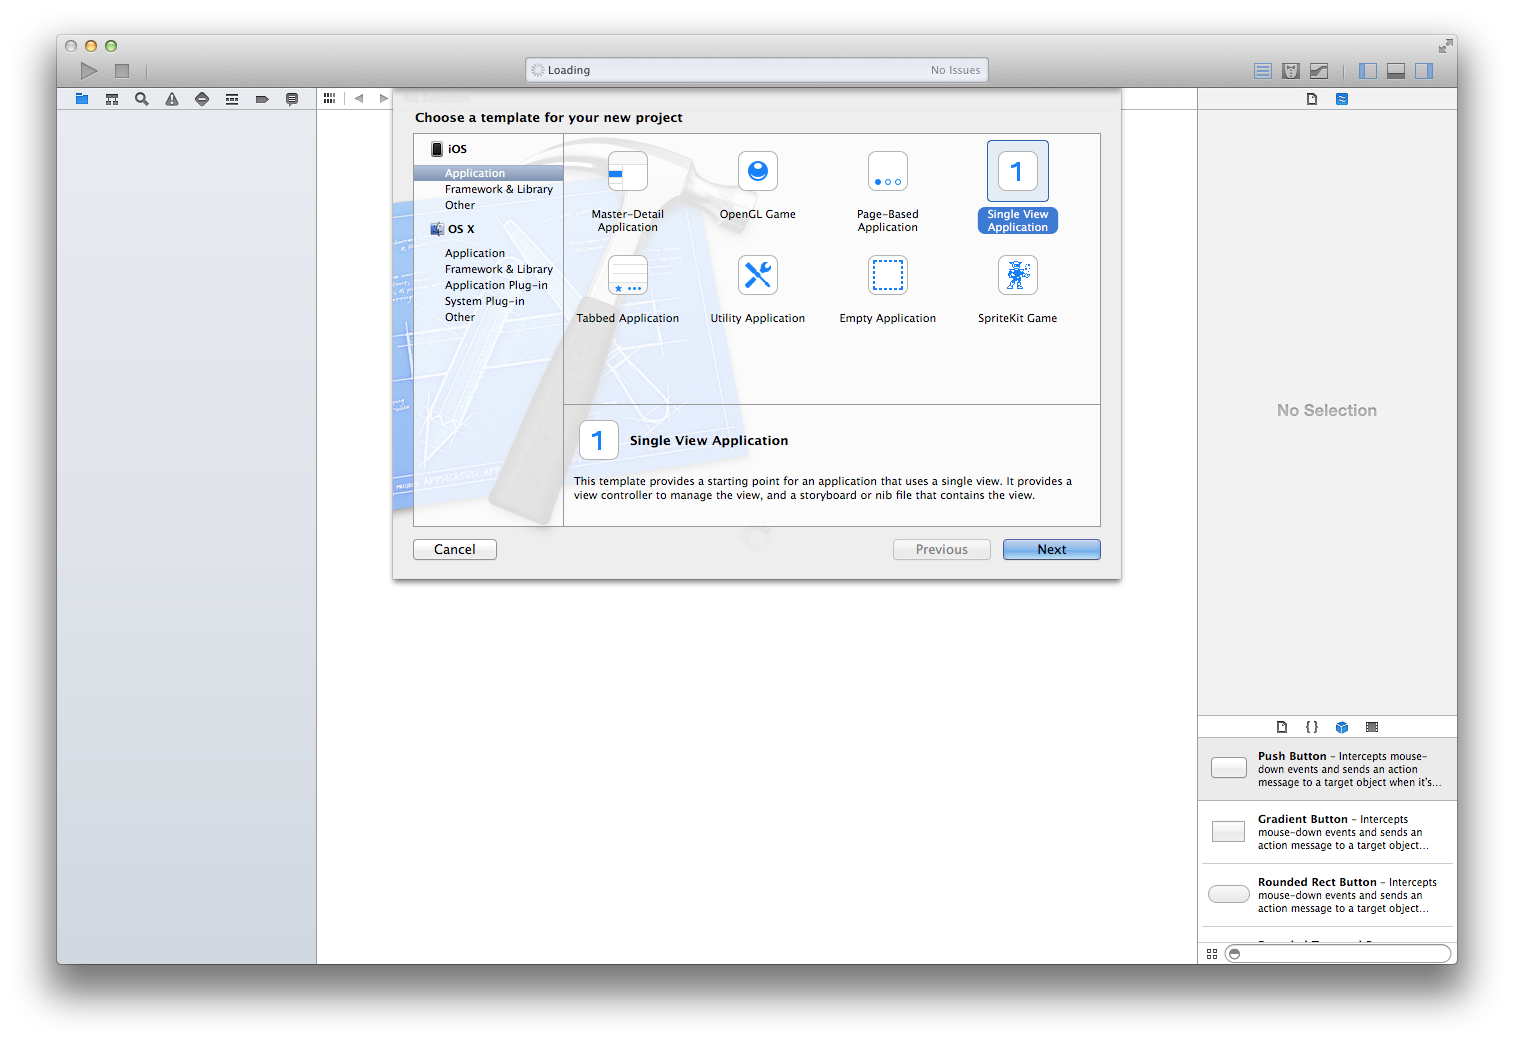 Loading
No Issues
No Selection
Choose a template for your new project
iOS
Application
Framework & Library
Other
OS X
Application
Framework & Library
Application Plug-in
System Plug-in
Other
Master-Detail
Application
OpenGL Game
Page-Based
Application
1
Single View
Application
Tabbed Application
Utility Application
Empty Application
SpriteKit Game
1
Single View Application
This template provides a starting point for an application that uses a single view. It provides a
view controller to manage the view, and a storyboard or nib file that contains the view.
Cancel
Previous
Next
No Selection
{ }
Push Button – Intercepts mouse-
down events and sends an action
message to a target object when it's...
Gradient Button – Intercepts
mouse-down events and sends an
action message to a target object...
Rounded Rect Button – Intercepts
mouse-down events and sends an
action message to a target object...